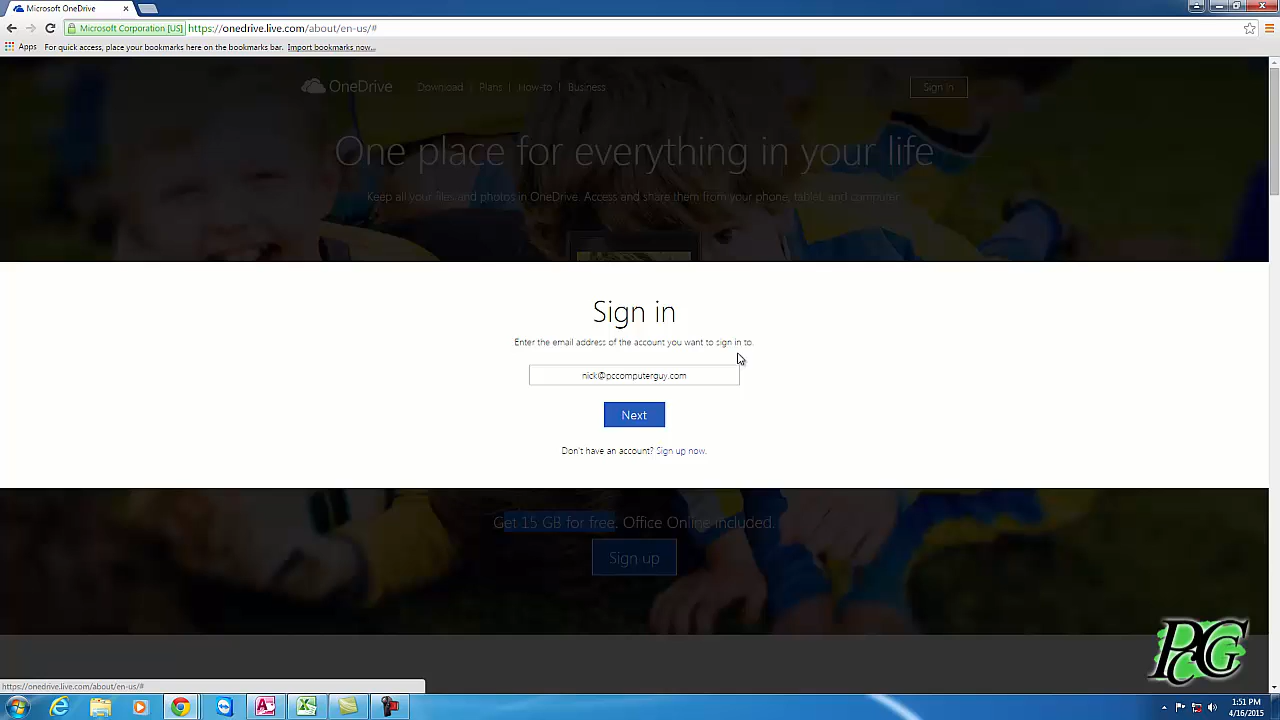 Microsoft OneDrive
Microsoft Corporation [US] https://onedrive.live.com/about/en-us/#
Apps For quick access, place your bookmarks here on the bookmarks bar. Import bookmarks now...
OneDrive Download Plans How-to Business Sign in
One place for everything in your life
Keep all your files and photos in OneDrive. Access and share them from your phone, tablet, and computer.
Sign in
Enter the email address of the account you want to sign in to.
nick@pccomputerguy.com
Next
Don't have an account? Sign up now.
Get 15 GB for free. Office Online included.
Sign up
PCG
https://onedrive.live.com/about/en-us/#
1:51 PM
4/16/2015